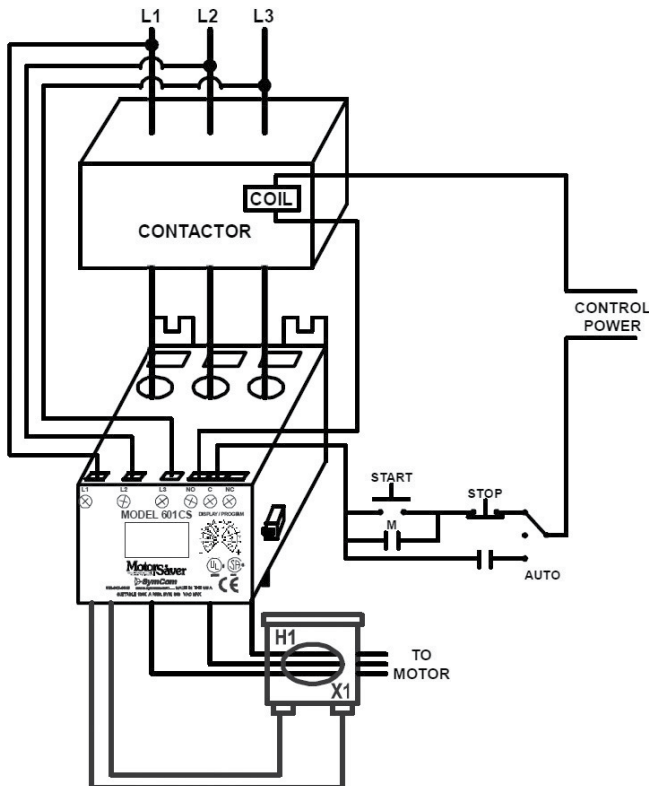 L1 L2 L3
COIL
CONTACTOR
CONTROL
POWER
L1 L2 L3 NO C NC
MODEL 601CS
DISPLAY / PROGRAM
- +
MotorSaver
SymCom
UL
CE
START
M
STOP
AUTO
H1
X1
TO
MOTOR